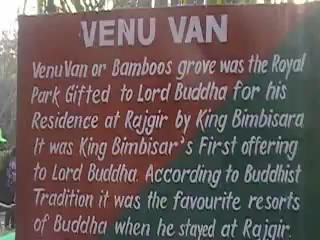 VENU VAN
Venu Van or Bamboos grove was the Royal
Park Gifted to Lord Buddha for his
Residence at Rajgir by King Bimbisara
It was King Bimbisar's First offering
to Lord Buddha. According to Buddhist
Tradition it was the favourite resorts
of Buddha when he stayed at Rajgir.